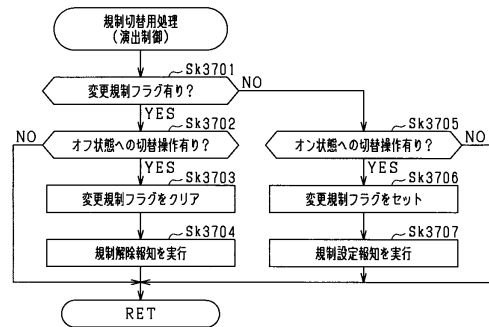 規制切替用処理
(演出制御)
Sk3701
変更規制フラグ有り?
NO
YES
Sk3702
NO
オフ状態への切替操作有り?
YES
Sk3703
変更規制フラグをクリア
Sk3704
規制解除報知を実行
Sk3705
オン状態への切替操作有り?
NO
YES
Sk3706
変更規制フラグをセット
Sk3707
規制設定報知を実行
RET